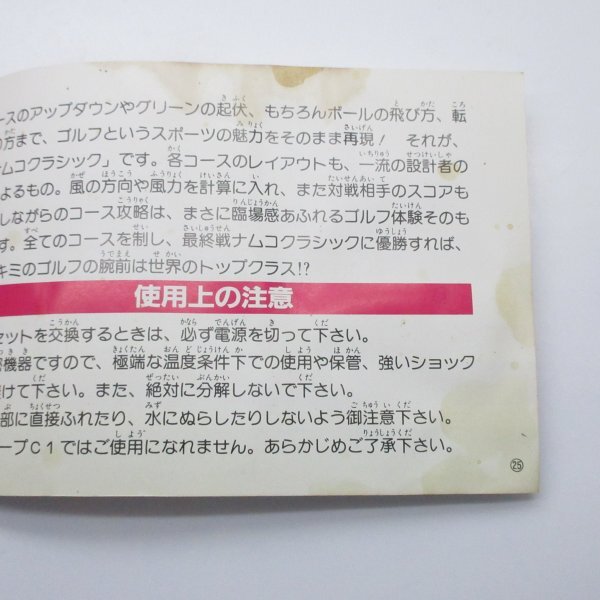 ースのアップダウンやグリーンの起伏、もちろんボールの飛び方、転
方まで、ゴルフというスポーツの魅力をそのまま再現！ それが、
ムコクラシック」です。各コースのレイアウトも、一流の設計者の
よるもの。風の方向や風力を計算に入れ、また対戦相手のスコアも
しながらのコース攻略は、まさに臨場感あふれるゴルフ体験そのも
す。全てのコースを制し、最終戦ナムコクラシックに優勝すれば、
キミのゴルフの腕前は世界のトップクラス!?
使用上の注意
セットを交換するときは、必ず電源を切って下さい。
機器ですので、極端な温度条件下での使用や保管、強いショック
けて下さい。また、絶対に分解しないで下さい。
部に直接ふれたり、水にぬらしたりしないよう御注意下さい。
ープC1ではご使用になれません。あらかじめご了承下さい。
㉕